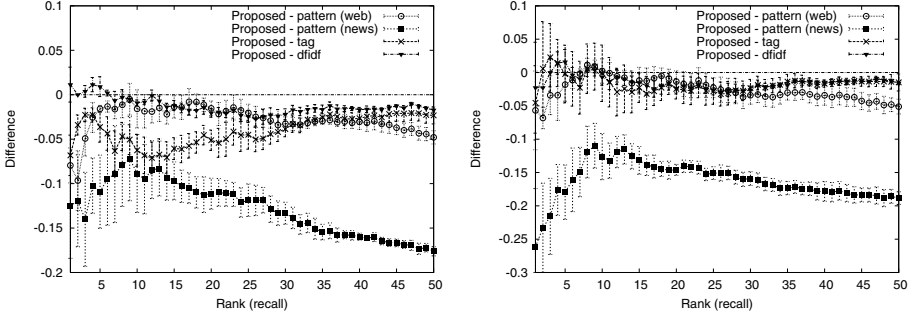 Proposed - pattern (web)
Proposed - pattern (news)
Proposed - tag
Proposed - dfidf
0.1
0.05
0
-0.05
-0.1
-0.15
-0.2
Difference
5 10 15 20 25 30 35 40 45 50
Rank (recall)
Proposed - pattern (web)
Proposed - pattern (news)
Proposed - tag
Proposed - dfidf
0.1
0.05
0
-0.05
-0.1
-0.15
-0.2
-0.25
-0.3
Difference
5 10 15 20 25 30 35 40 45 50
Rank (recall)